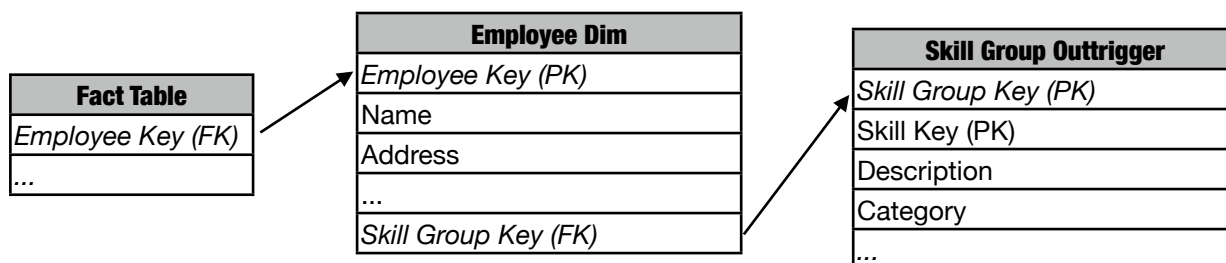 Fact Table
Employee Key (FK)
...
Employee Dim
Employee Key (PK)
Name
Address
...
Skill Group Key (FK)
Skill Group Outtrigger
Skill Group Key (PK)
Skill Key (PK)
Description
Category
...